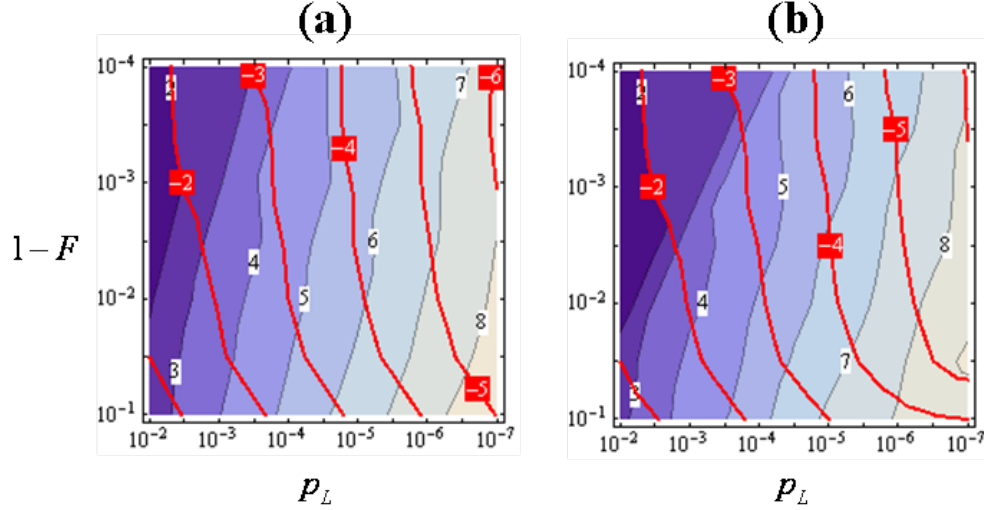 (a) (b)
10⁻⁴ 2 -3 7 -6 10⁻⁴ 2 -3 6
-4 -5
10⁻³ -2 10⁻³ -2 5
1 - F 4 6 -4 8
10⁻² 5 10⁻² 4
3 8 7
-5 3
10⁻¹ 10⁻¹
10⁻² 10⁻³ 10⁻⁴ 10⁻⁵ 10⁻⁶ 10⁻⁷ 10⁻² 10⁻³ 10⁻⁴ 10⁻⁵ 10⁻⁶ 10⁻⁷
p_L p_L